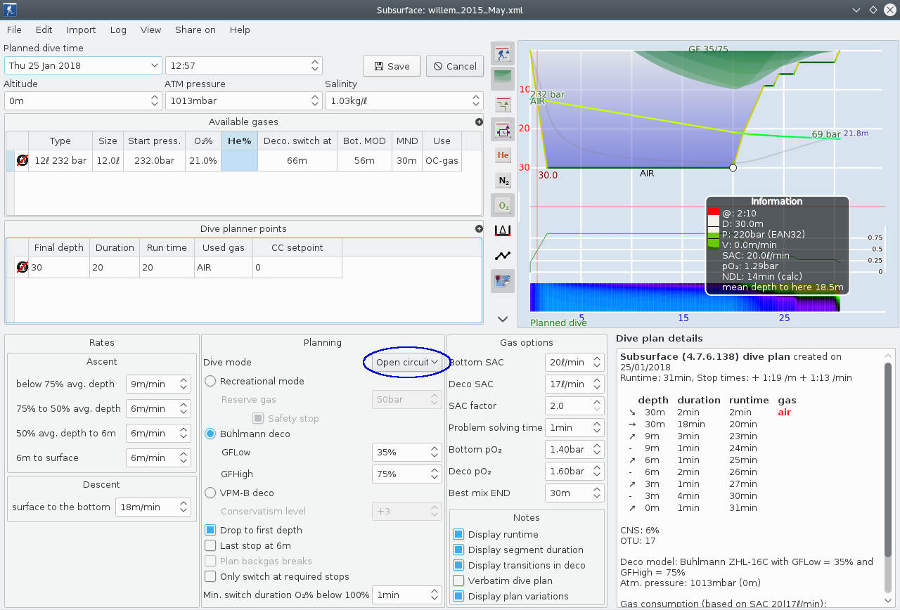 Subsurface: willem_2015_May.xml
File Edit Import Log View Share on Help
Planned dive time
Thu 25 Jan 2018 12:57 Save Cancel
Altitude ATM pressure Salinity
0m 1013mbar 1.03kg/ℓ
Available gases
Type Size Start press. O₂% He% Deco. switch at Bot. MOD MND Use
12ℓ 232 bar 12.0ℓ 232.0bar 21.0% 66m 56m 30m OC-gas
Dive planner points
Final depth Duration Run time Used gas CC setpoint
30 20 20 AIR 0
He
N₂
O₂
GF 35/75
10
232 bar
AIR
20
69 bar 21.8m
30
30.0
AIR
Information
@: 2:10
D: 30.0m
P: 220bar (EAN32)
V: 0.0m/min
SAC: 20.0ℓ/min
pO₂: 1.29bar
NDL: 14min (calc)
mean depth to here 18.5m
0.75
0.5
0.25
0
5 15 25
Planned dive
Rates
Ascent
below 75% avg. depth 9m/min
75% to 50% avg. depth 6m/min
50% avg. depth to 6m 6m/min
6m to surface 6m/min
Descent
surface to the bottom 18m/min
Planning
Dive mode Open circuit
Recreational mode
Reserve gas 50bar
Safety stop
Bühlmann deco
GFLow 35%
GFHigh 75%
VPM-B deco
Conservatism level +3
Drop to first depth
Last stop at 6m
Plan backgas breaks
Only switch at required stops
Min. switch duration O₂% below 100% 1min
Gas options
Bottom SAC 20ℓ/min
Deco SAC 17ℓ/min
SAC factor 2.0
Problem solving time 1min
Bottom pO₂ 1.40bar
Deco pO₂ 1.60bar
Best mix END 30m
Notes
Display runtime
Display segment duration
Display transitions in deco
Verbatim dive plan
Display plan variations
Dive plan details
Subsurface (4.7.6.138) dive plan created on
25/01/2018
Runtime: 31min, Stop times: + 1:19 /m + 1:13 /min
depth duration runtime gas
➘ 30m 2min 2min air
➙ 30m 18min 20min
➚ 9m 3min 23min
- 9m 1min 24min
➚ 6m 1min 25min
- 6m 2min 26min
➚ 3m 1min 27min
- 3m 4min 30min
➚ 0m 1min 31min
CNS: 6%
OTU: 17
Deco model: Bühlmann ZHL-16C with GFLow = 35% and
GFHigh = 75%
Atm. pressure: 1013mbar (0m)
Gas consumption (based on SAC 20|17ℓ/min):